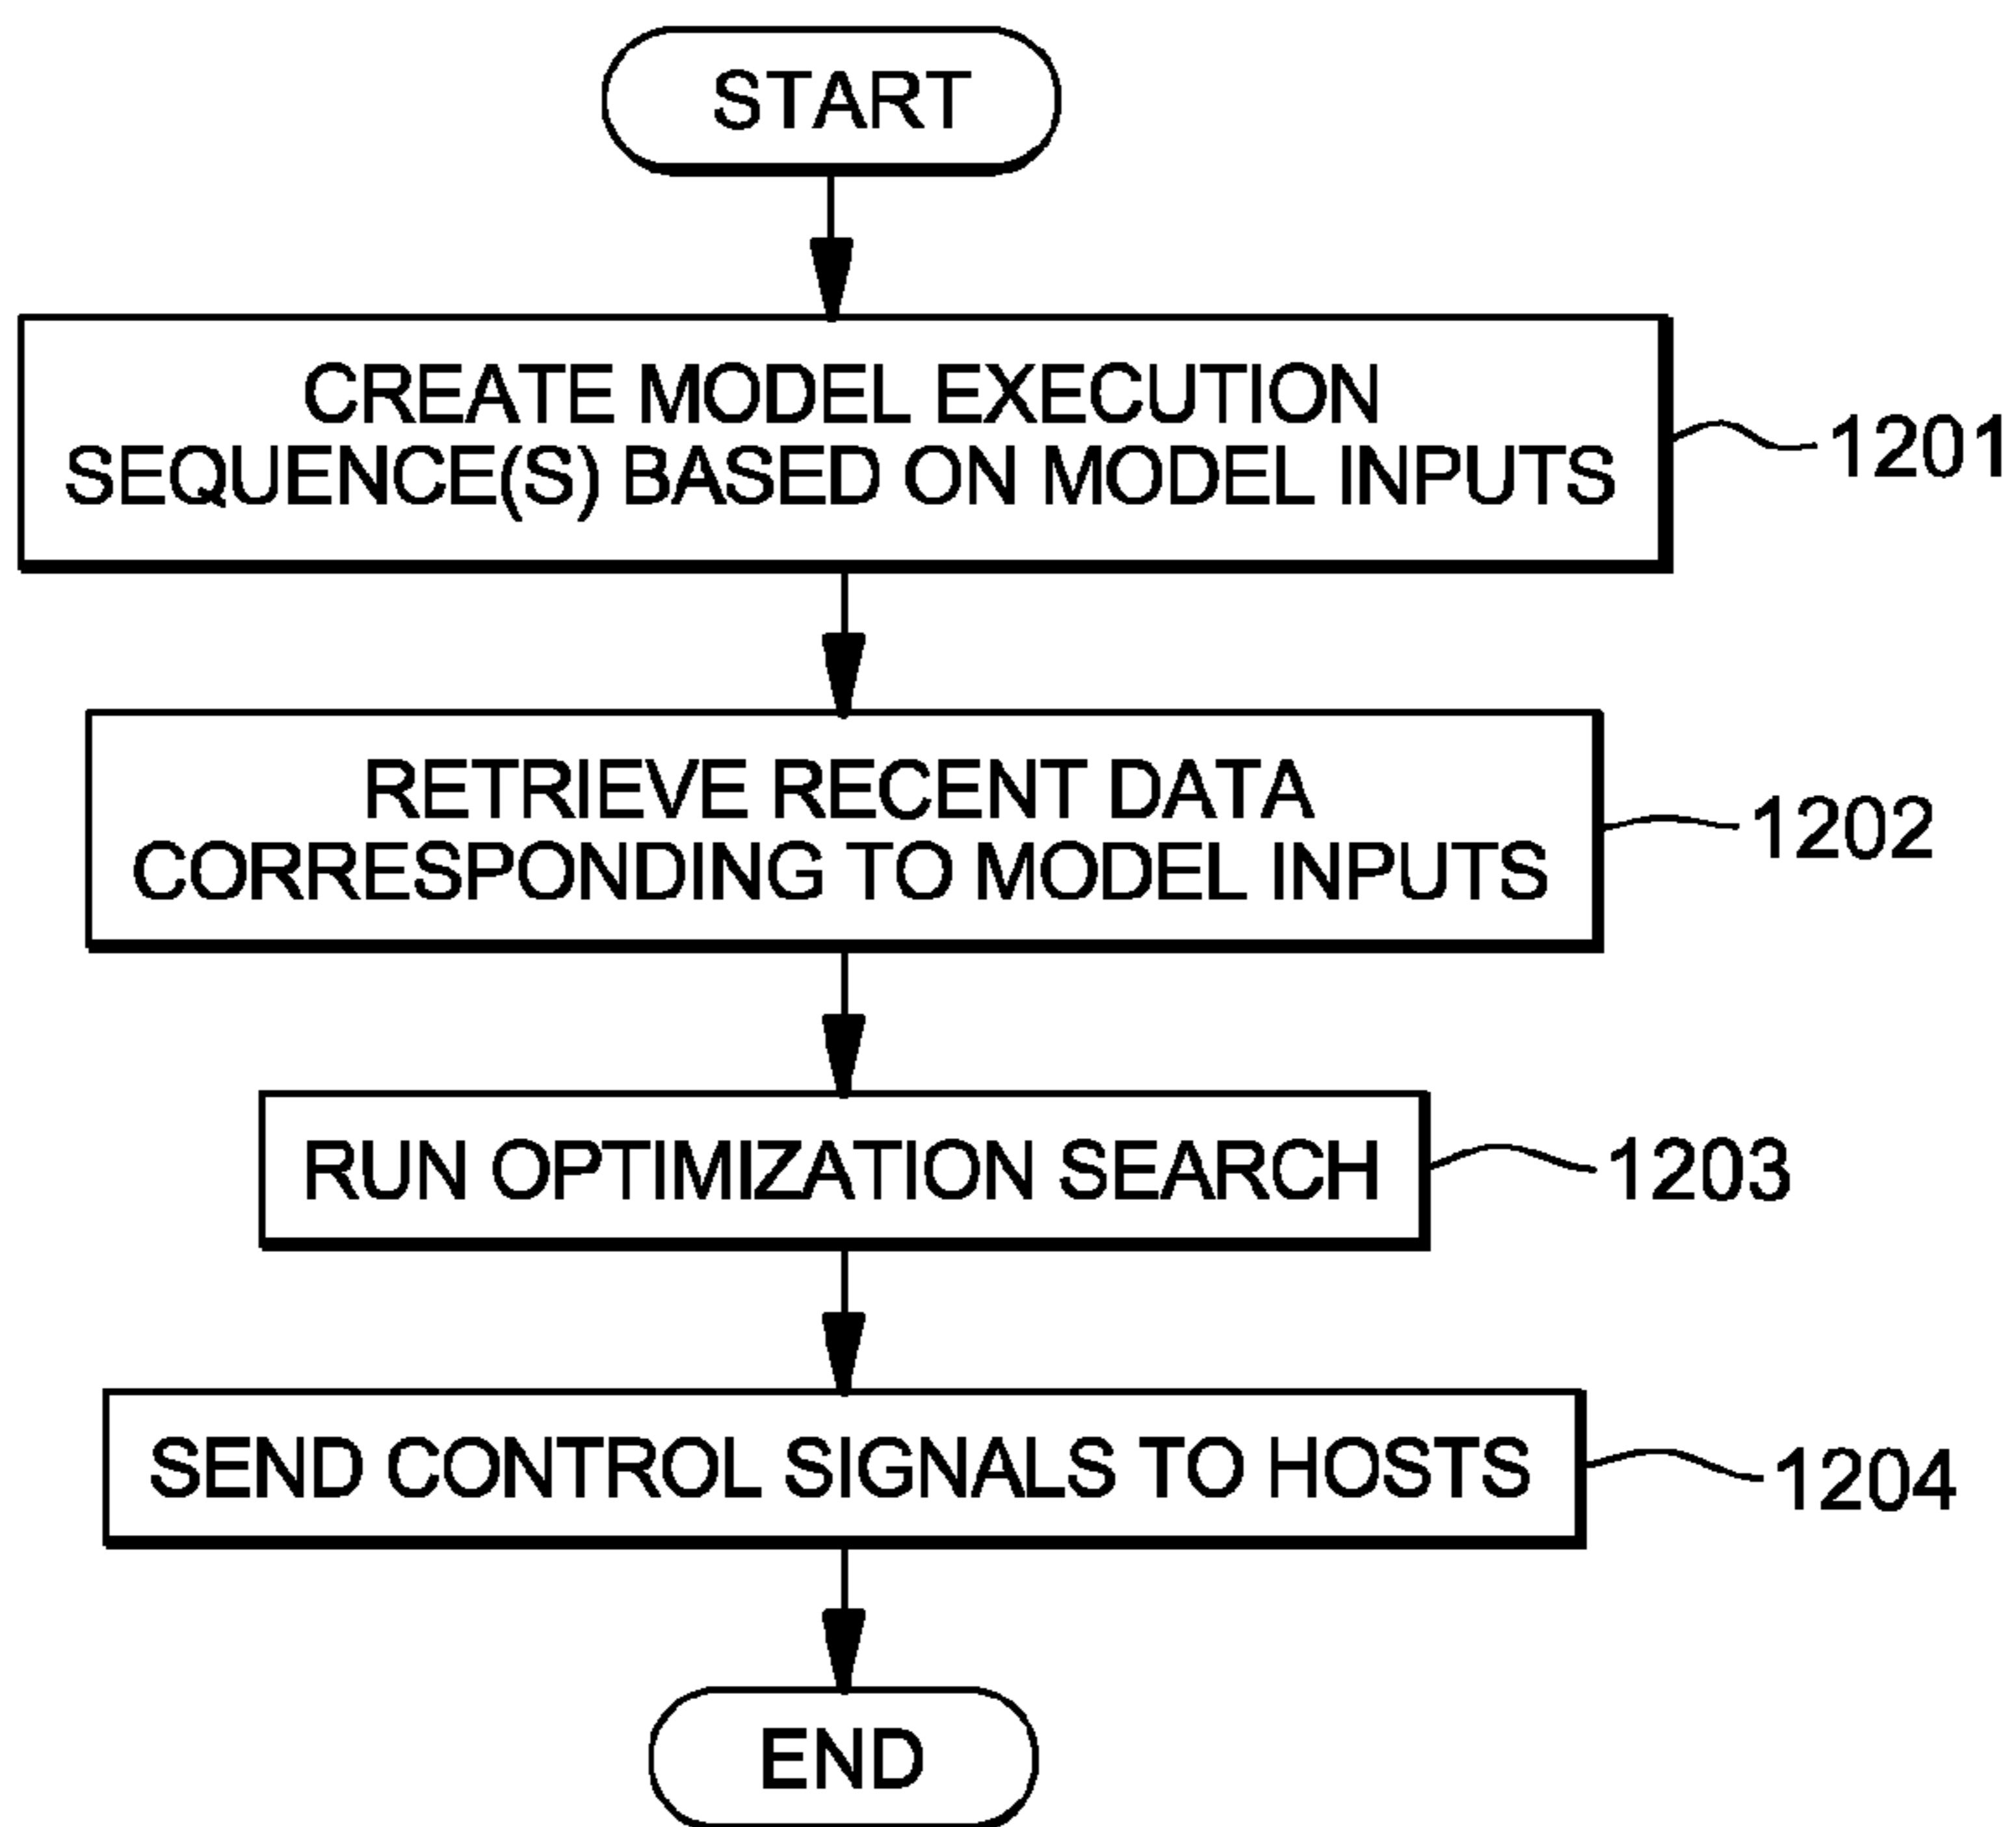 START
CREATE MODEL EXECUTION
SEQUENCE(S) BASED ON MODEL INPUTS
1201
RETRIEVE RECENT DATA
CORRESPONDING TO MODEL INPUTS
1202
RUN OPTIMIZATION SEARCH
1203
SEND CONTROL SIGNALS TO HOSTS
1204
END